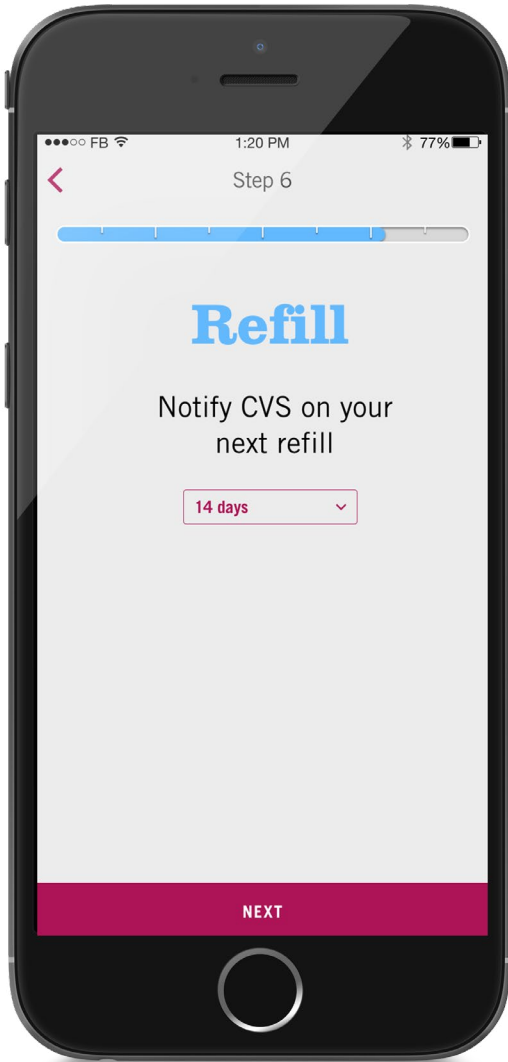 ●●●○○ FB 1:20 PM 77%
Step 6
Refill
Notify CVS on your
next refill
14 days
NEXT